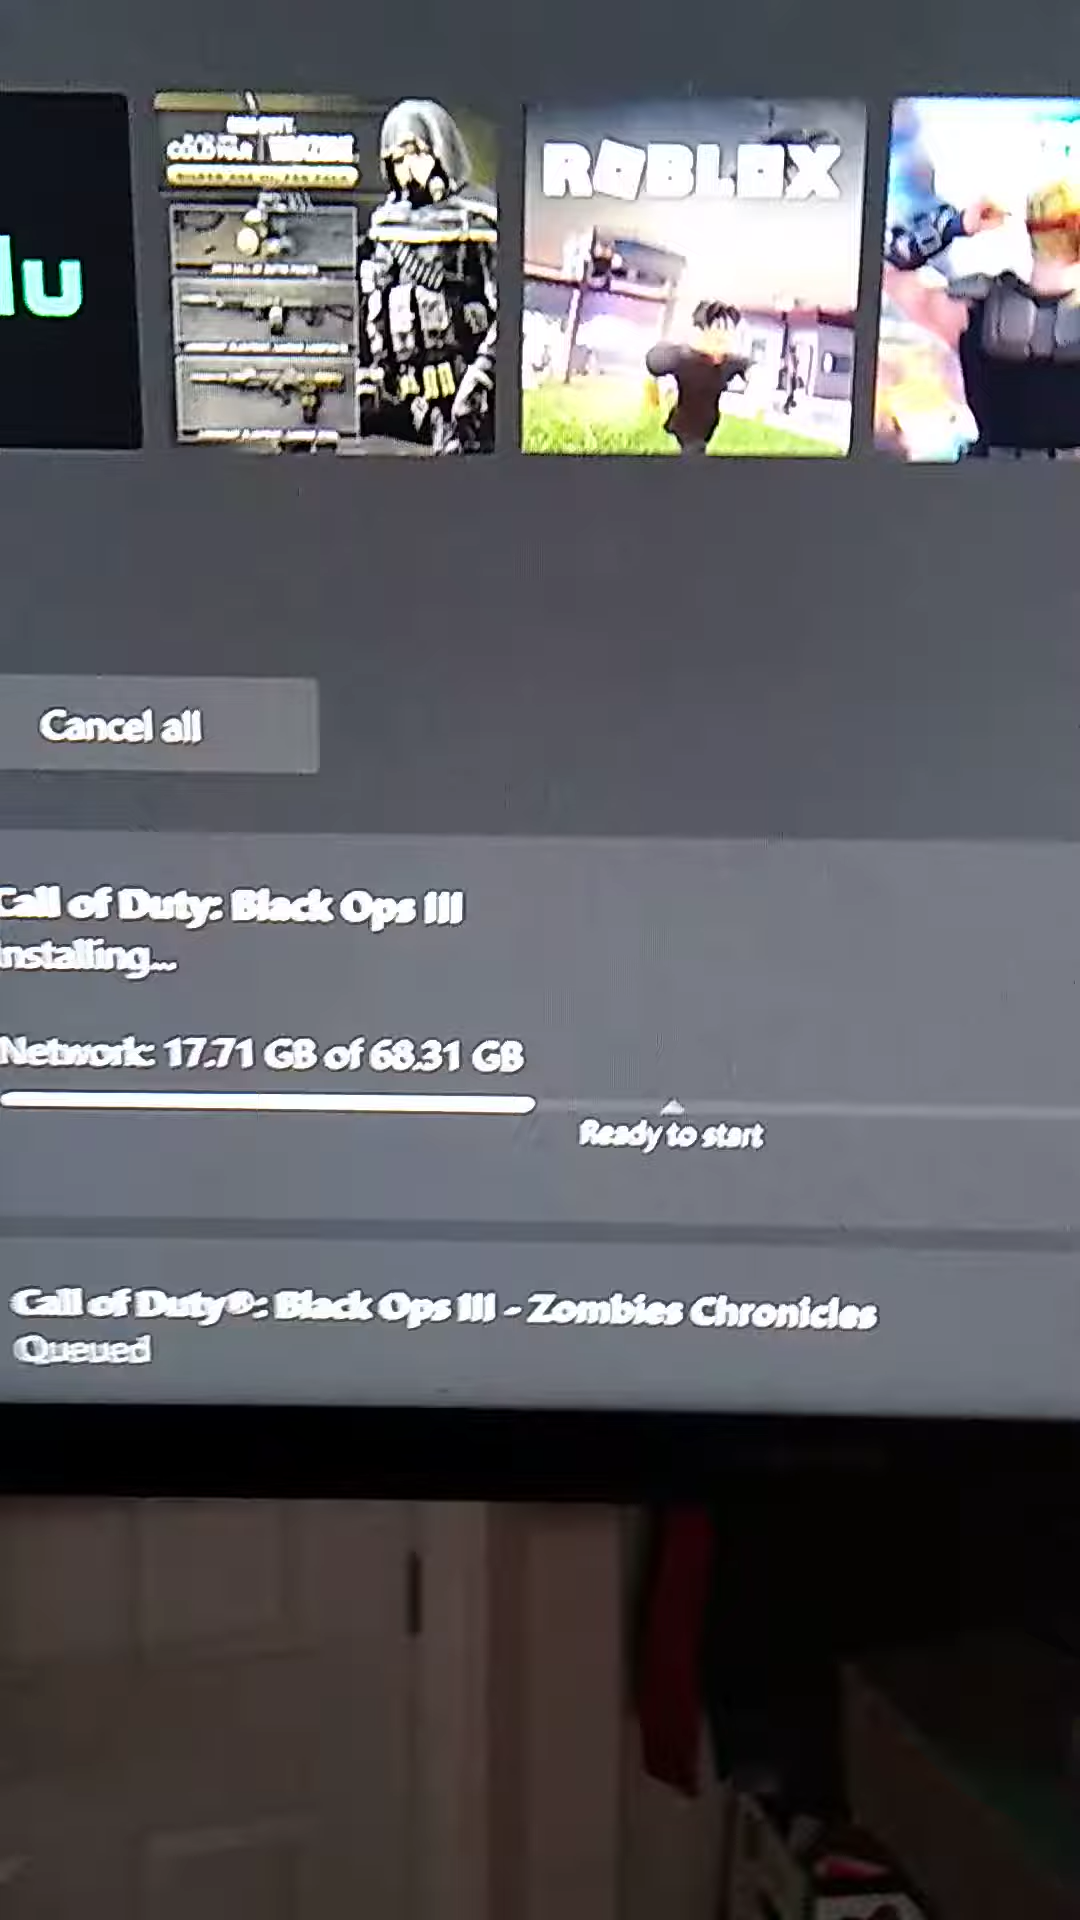 lu
ROBLOX
Cancel all
Call of Duty: Black Ops III
Installing...
Network: 17.71 GB of 68.31 GB
Ready to start
Call of Duty®: Black Ops III - Zombies Chronicles
Queued